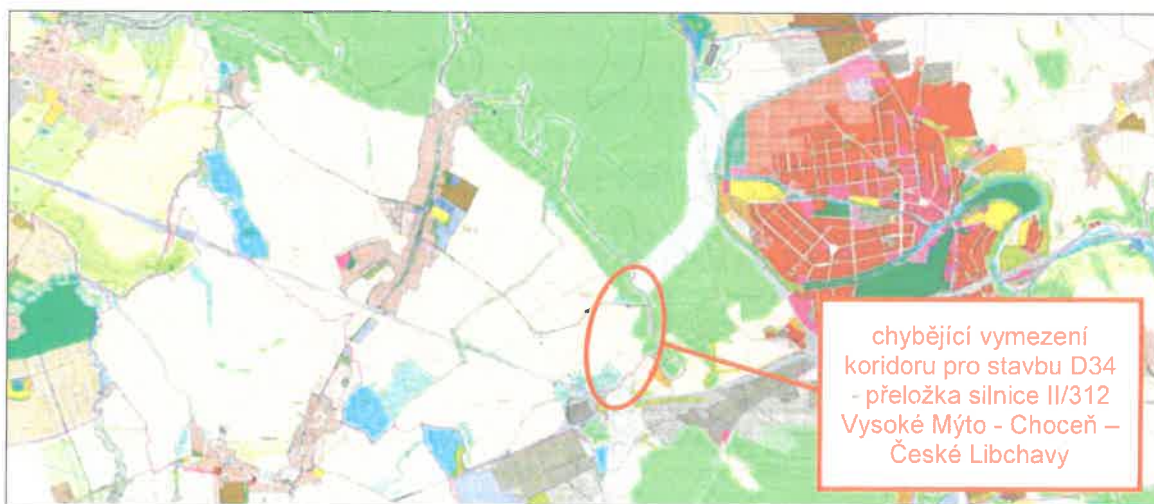 chybějící vymezení
koridoru pro stavbu D34
- přeložka silnice II/312
Vysoké Mýto - Choceň –
České Libchavy